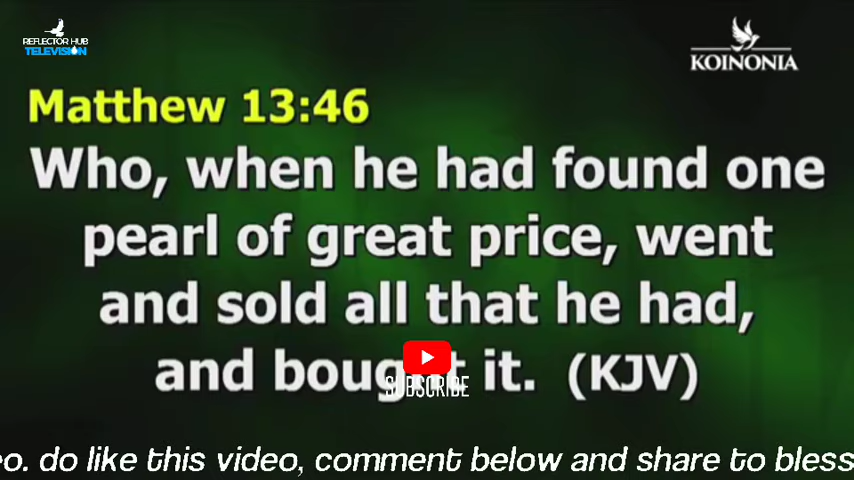 REFLECTOR HUB
TELEVISION
KOINONIA
Matthew 13:46
Who, when he had found one
pearl of great price, went
and sold all that he had,
and bought it. (KJV)
SUBSCRIBE
eo. do like this video, comment below and share to bless